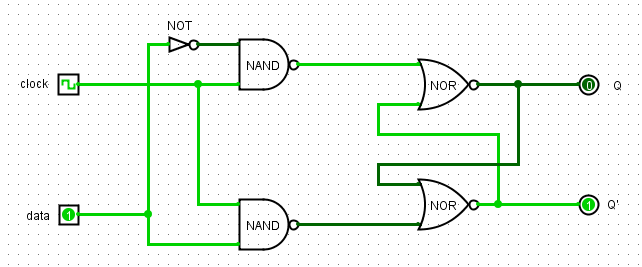 NOT
clock
NAND
NOR
0
Q
data
1
NAND
NOR
1
Q'